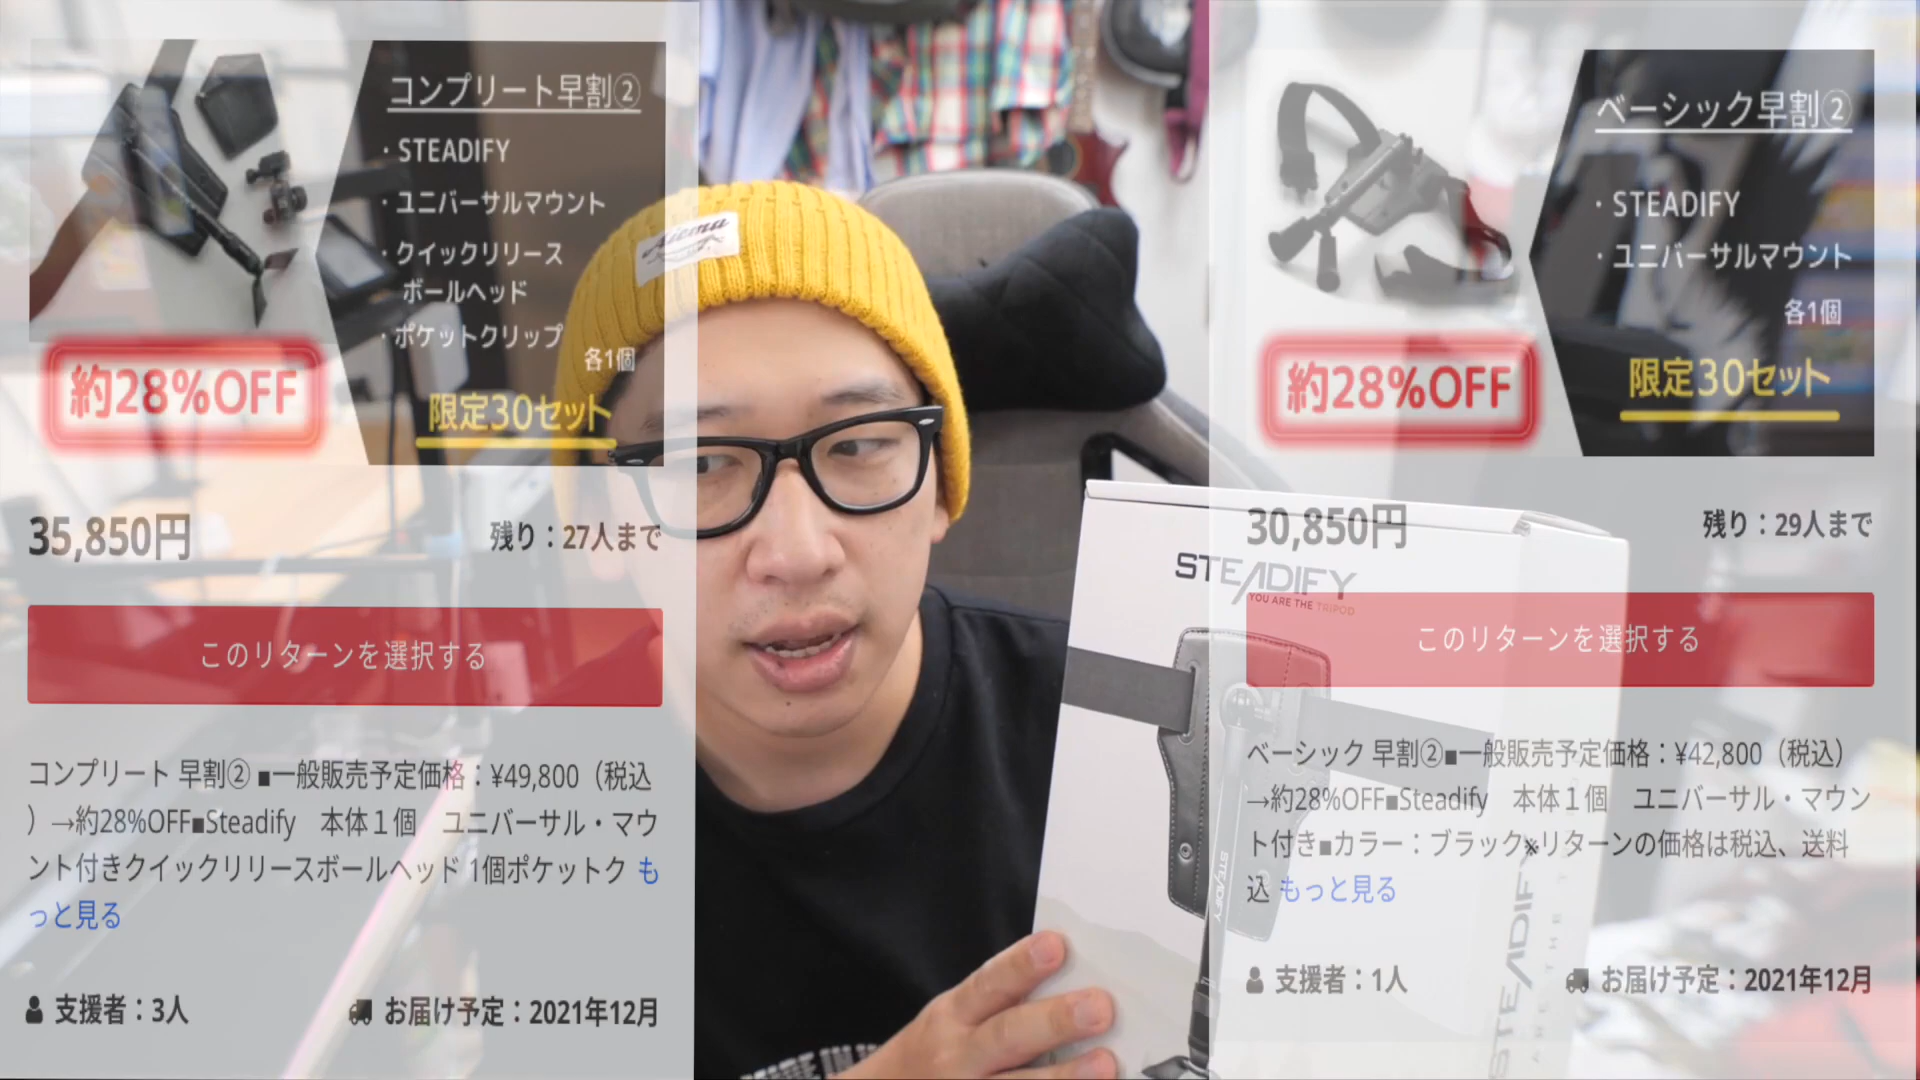 コンプリート早割②
・STEADIFY
・ユニバーサルマウント
・クイックリリース
ボールヘッド
・ポケットクリップ
各1個
約28%OFF
限定30セット
35,850円
残り：27人まで
このリターンを選択する
コンプリート 早割②■一般販売予定価格：¥49,800（税込
）→約28%OFF■Steadify　本体１個　ユニバーサル・マウ
ント付きクイックリリースボールヘッド 1個ポケットク も
っと見る
支援者：3人
お届け予定：2021年12月
STEADIFY
YOU ARE THE TRIPOD
STEADIFY
STEADIF
ベーシック早割②
・STEADIFY
・ユニバーサルマウント
各1個
約28%OFF
限定30セット
30,850円
残り：29人まで
このリターンを選択する
ベーシック 早割②■一般販売予定価格：¥42,800（税込）
→約28%OFF■Steadify　本体１個　ユニバーサル・マウン
ト付き■カラー：ブラック※リターンの価格は税込、送料
込 もっと見る
支援者：1人
お届け予定：2021年12月